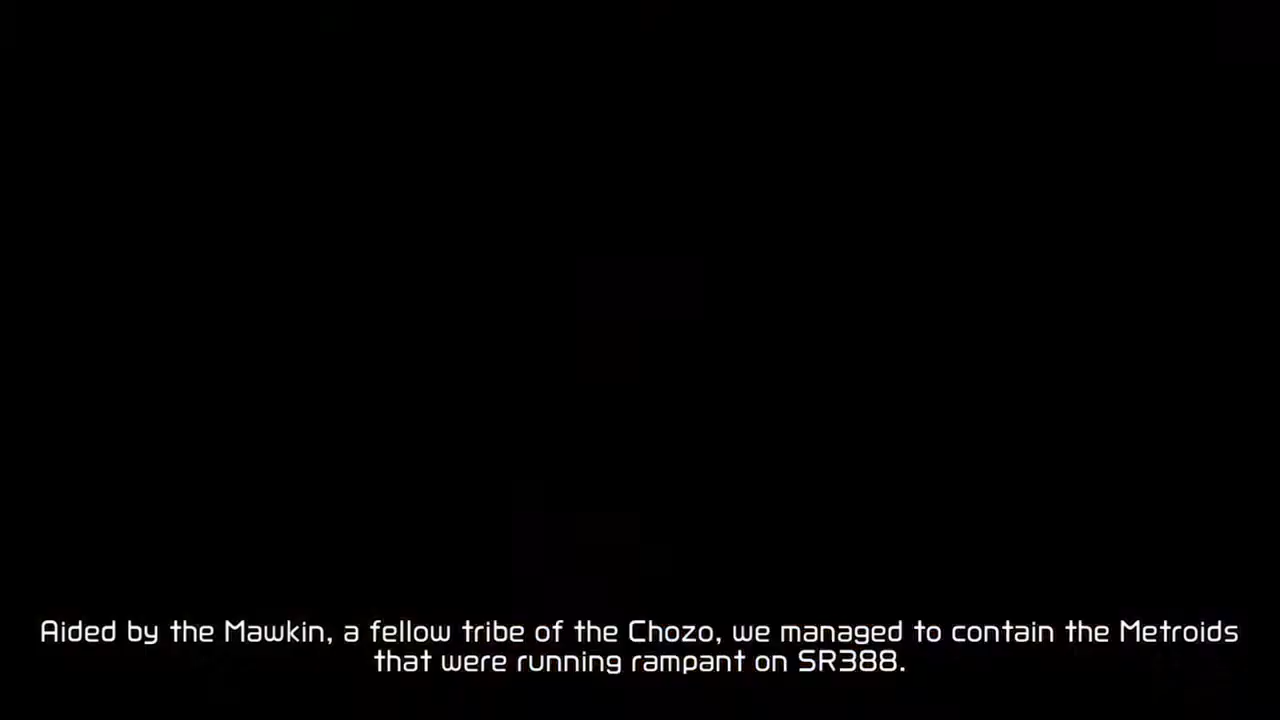 Aided by the Mawkin, a fellow tribe of the Chozo, we managed to contain the Metroids
that were running rampant on SR388.